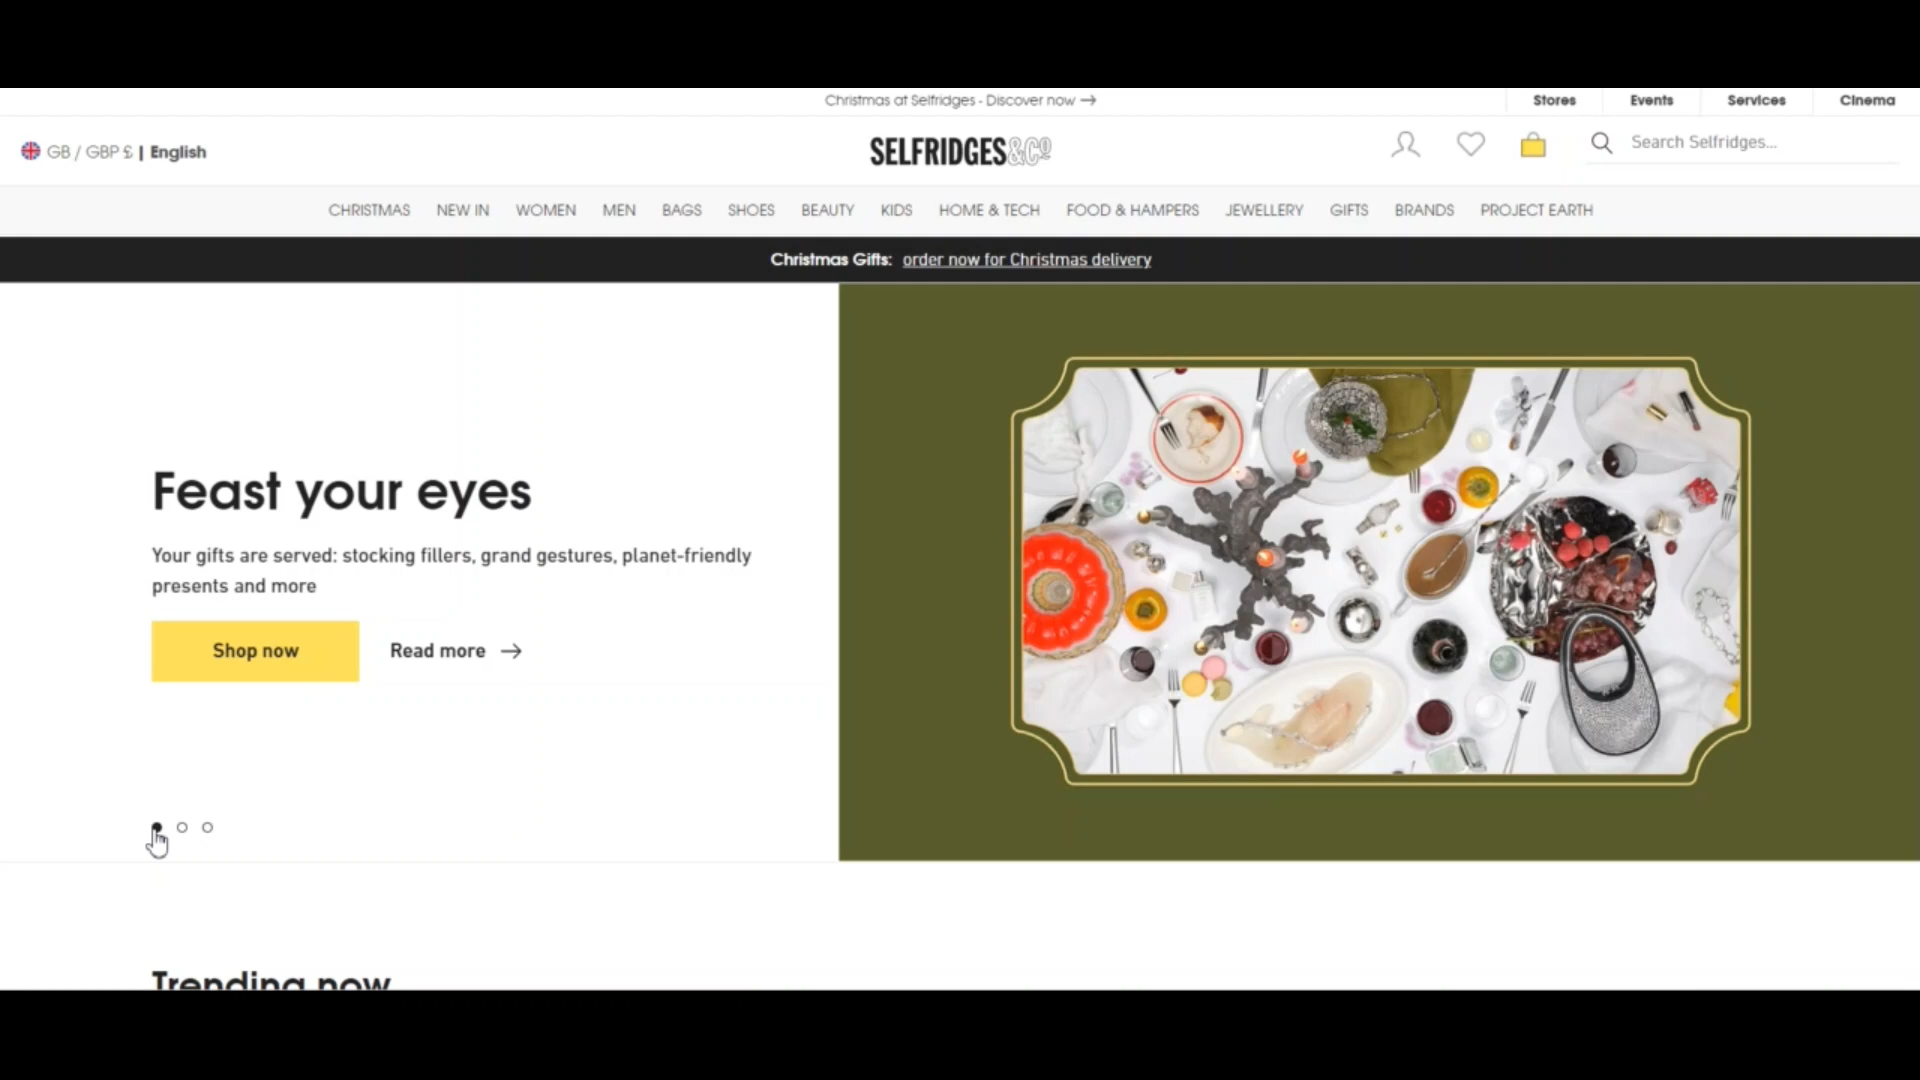 Christmas at Selfridges - Discover now →
Stores Events Services Cinema
GB / GBP £ | English
SELFRIDGES&Cº
Search Selfridges...
CHRISTMAS NEW IN WOMEN MEN BAGS SHOES BEAUTY KIDS HOME & TECH FOOD & HAMPERS JEWELLERY GIFTS BRANDS PROJECT EARTH
Christmas Gifts: order now for Christmas delivery
Feast your eyes
Your gifts are served: stocking fillers, grand gestures, planet-friendly
presents and more
Shop now Read more →
Trending now